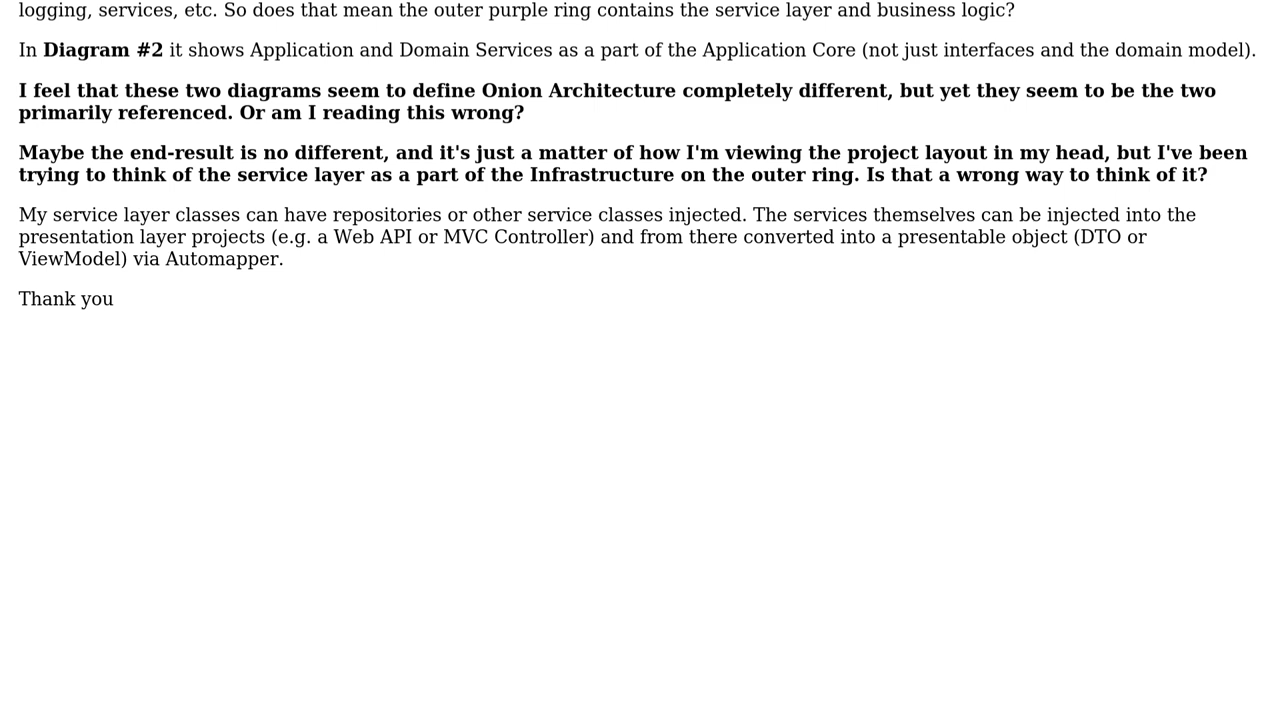 logging, services, etc. So does that mean the outer purple ring contains the service layer and business logic?
In Diagram #2 it shows Application and Domain Services as a part of the Application Core (not just interfaces and the domain model).
I feel that these two diagrams seem to define Onion Architecture completely different, but yet they seem to be the two
primarily referenced. Or am I reading this wrong?
Maybe the end-result is no different, and it's just a matter of how I'm viewing the project layout in my head, but I've been
trying to think of the service layer as a part of the Infrastructure on the outer ring. Is that a wrong way to think of it?
My service layer classes can have repositories or other service classes injected. The services themselves can be injected into the
presentation layer projects (e.g. a Web API or MVC Controller) and from there converted into a presentable object (DTO or
ViewModel) via Automapper.
Thank you